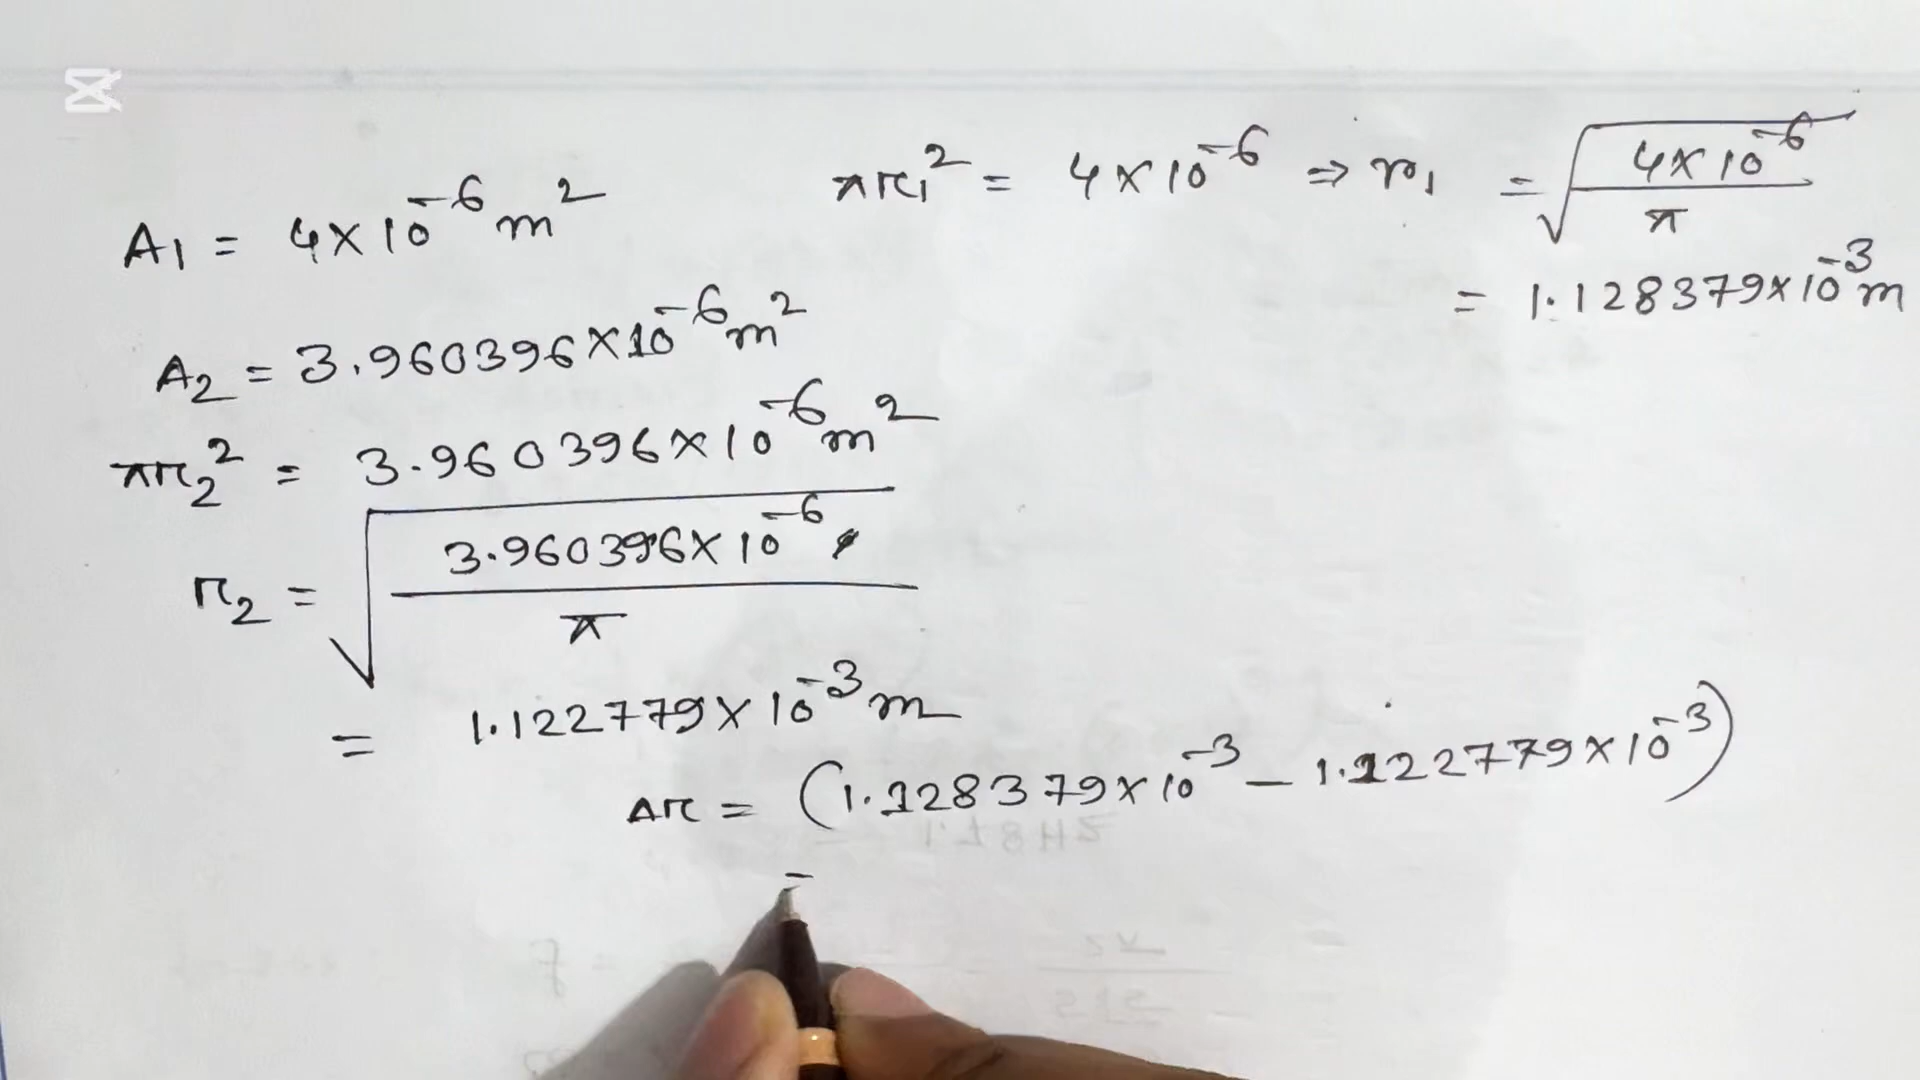 A₁ = 4×10⁻⁶ m²
πr₁² = 4×10⁻⁶ ⇒ r₁ = √(4×10⁻⁶/π)
= 1.128379×10⁻³ m
A₂ = 3.960396×10⁻⁶ m²
πr₂² = 3.960396×10⁻⁶ m²
r₂ = √(3.960396×10⁻⁶/π)
= 1.122779×10⁻³ m
Δr = (1.128379×10⁻³ − 1.122779×10⁻³)